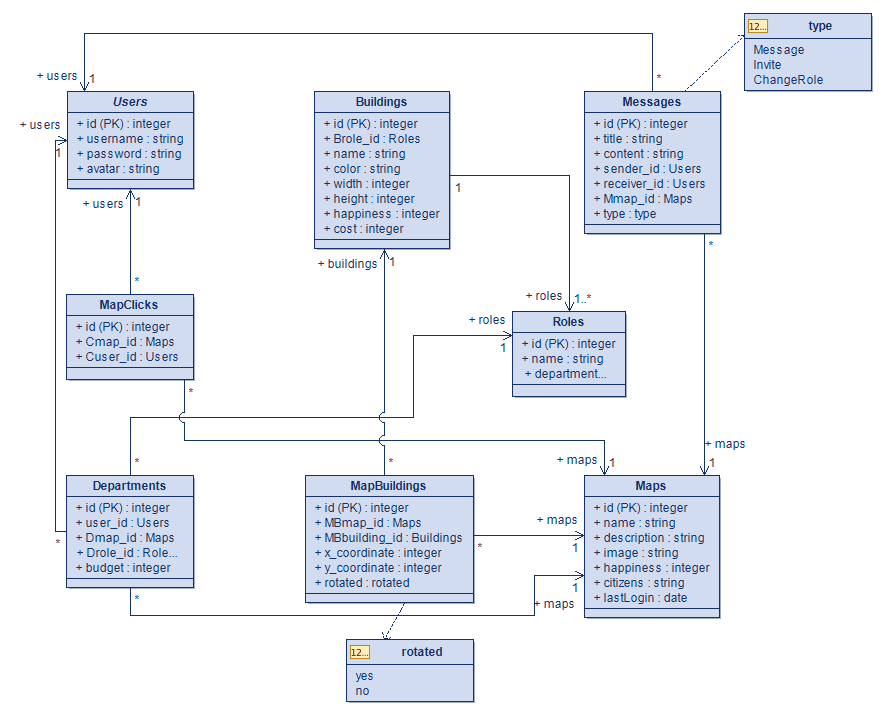 12... type
Message
Invite
ChangeRole
+ users
1
*
Users
+ id (PK) : integer
+ username : string
+ password : string
+ avatar : string
Buildings
+ id (PK) : integer
+ Brole_id : Roles
+ name : string
+ color : string
+ width : integer
+ height : integer
+ happiness : integer
+ cost : integer
Messages
+ id (PK) : integer
+ title : string
+ content : string
+ sender_id : Users
+ receiver_id : Users
+ Mmap_id : Maps
+ type : type
+ users
1
+ users
1
1
*
+ buildings
1
*
MapClicks
+ id (PK) : integer
+ Cmap_id : Maps
+ Cuser_id : Users
*
+ roles
1..*
+ roles
1
Roles
+ id (PK) : integer
+ name : string
+ department...
*
*
+ maps
1
+ maps
1
Departments
+ id (PK) : integer
+ user_id : Users
+ Dmap_id : Maps
+ Drole_id : Role...
+ budget : integer
*
*
MapBuildings
+ id (PK) : integer
+ MBmap_id : Maps
+ MBbuilding_id : Buildings
+ x_coordinate : integer
+ y_coordinate : integer
+ rotated : rotated
+ maps
*
1
1
+ maps
Maps
+ id (PK) : integer
+ name : string
+ description : string
+ image : string
+ happiness : integer
+ citizens : string
+ lastLogin : date
12... rotated
yes
no